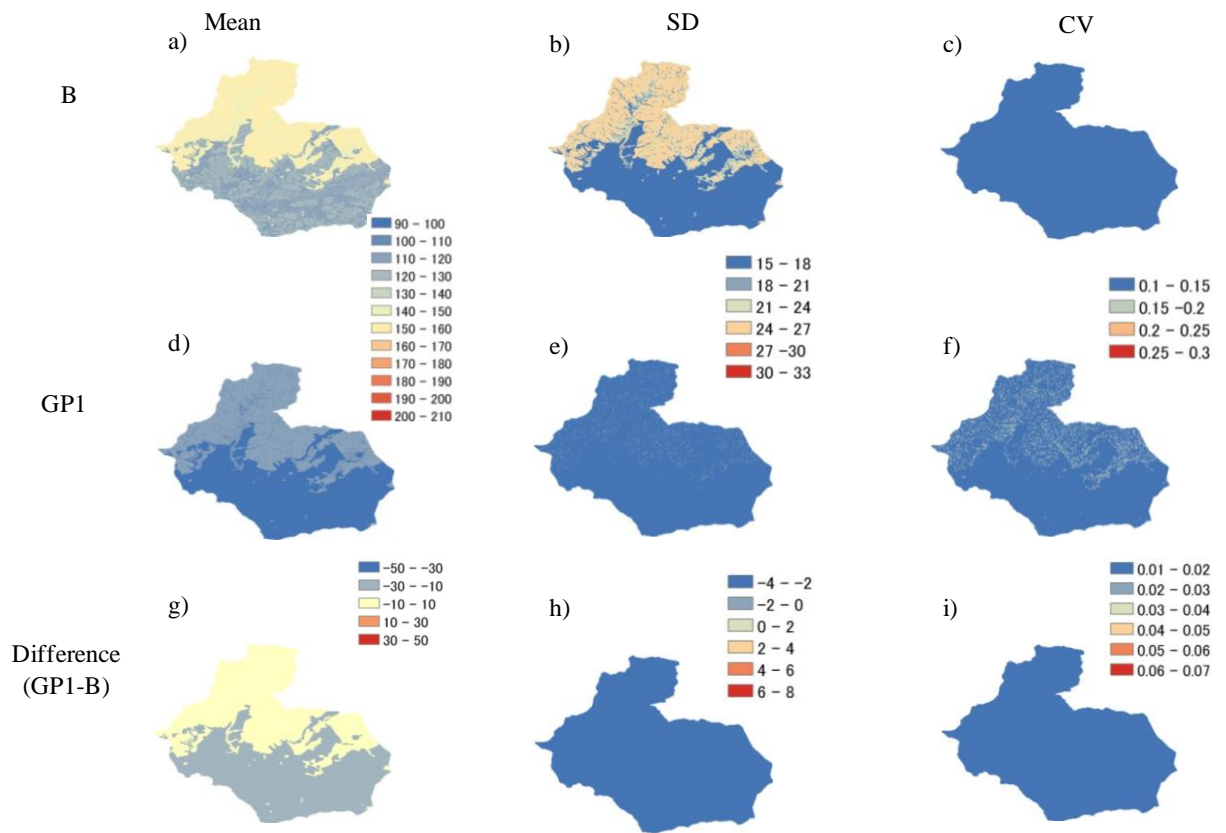 Mean
SD
CV
a)
b)
c)
B
90 – 100
100 – 110
110 – 120
120 – 130
130 – 140
140 – 150
150 – 160
160 – 170
170 – 180
180 – 190
190 – 200
200 – 210
15 – 18
18 – 21
21 – 24
24 – 27
27 –30
30 – 33
0.1 – 0.15
0.15 –0.2
0.2 – 0.25
0.25 – 0.3
d)
e)
f)
GP1
−50 – −30
−30 – −10
−10 – 10
10 – 30
30 – 50
−4 – −2
−2 – 0
0 – 2
2 – 4
4 – 6
6 – 8
0.01 – 0.02
0.02 – 0.03
0.03 – 0.04
0.04 – 0.05
0.05 – 0.06
0.06 – 0.07
g)
h)
i)
Difference
(GP1-B)